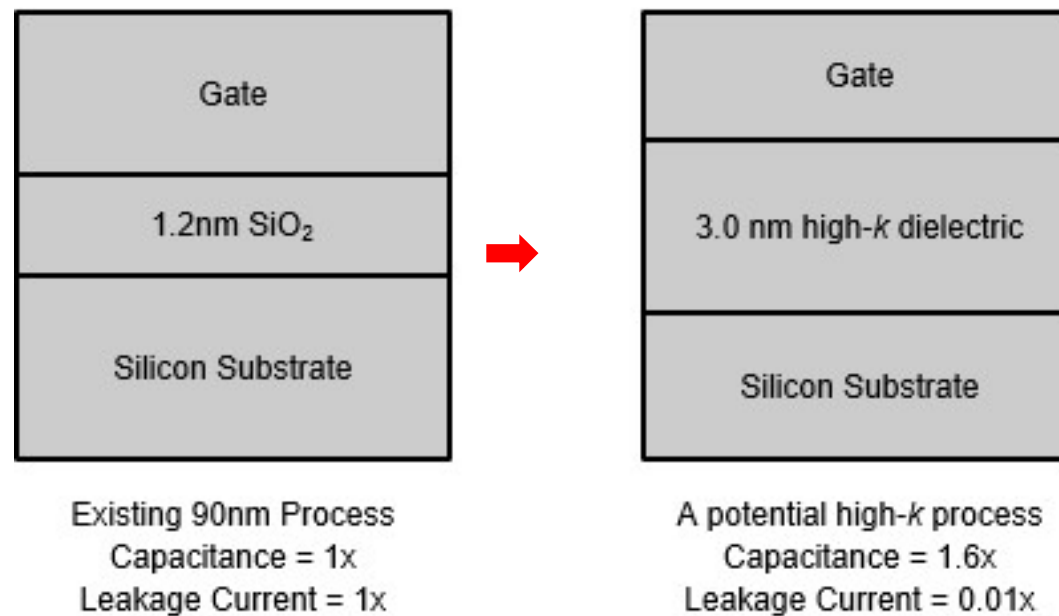 Gate
1.2nm SiO₂
Silicon Substrate
Existing 90nm Process
Capacitance = 1x
Leakage Current = 1x
Gate
3.0 nm high-k dielectric
Silicon Substrate
A potential high-k process
Capacitance = 1.6x
Leakage Current = 0.01x